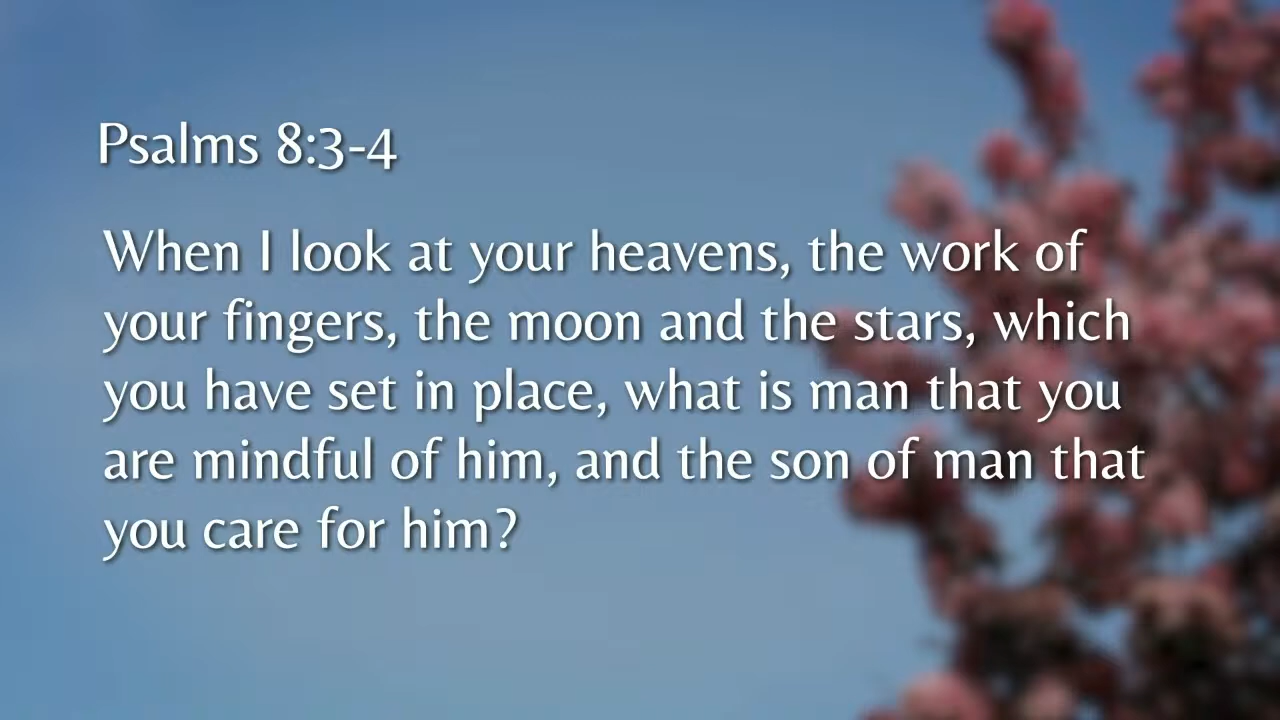 Psalms 8:3-4
When I look at your heavens, the work of
your fingers, the moon and the stars, which
you have set in place, what is man that you
are mindful of him, and the son of man that
you care for him?